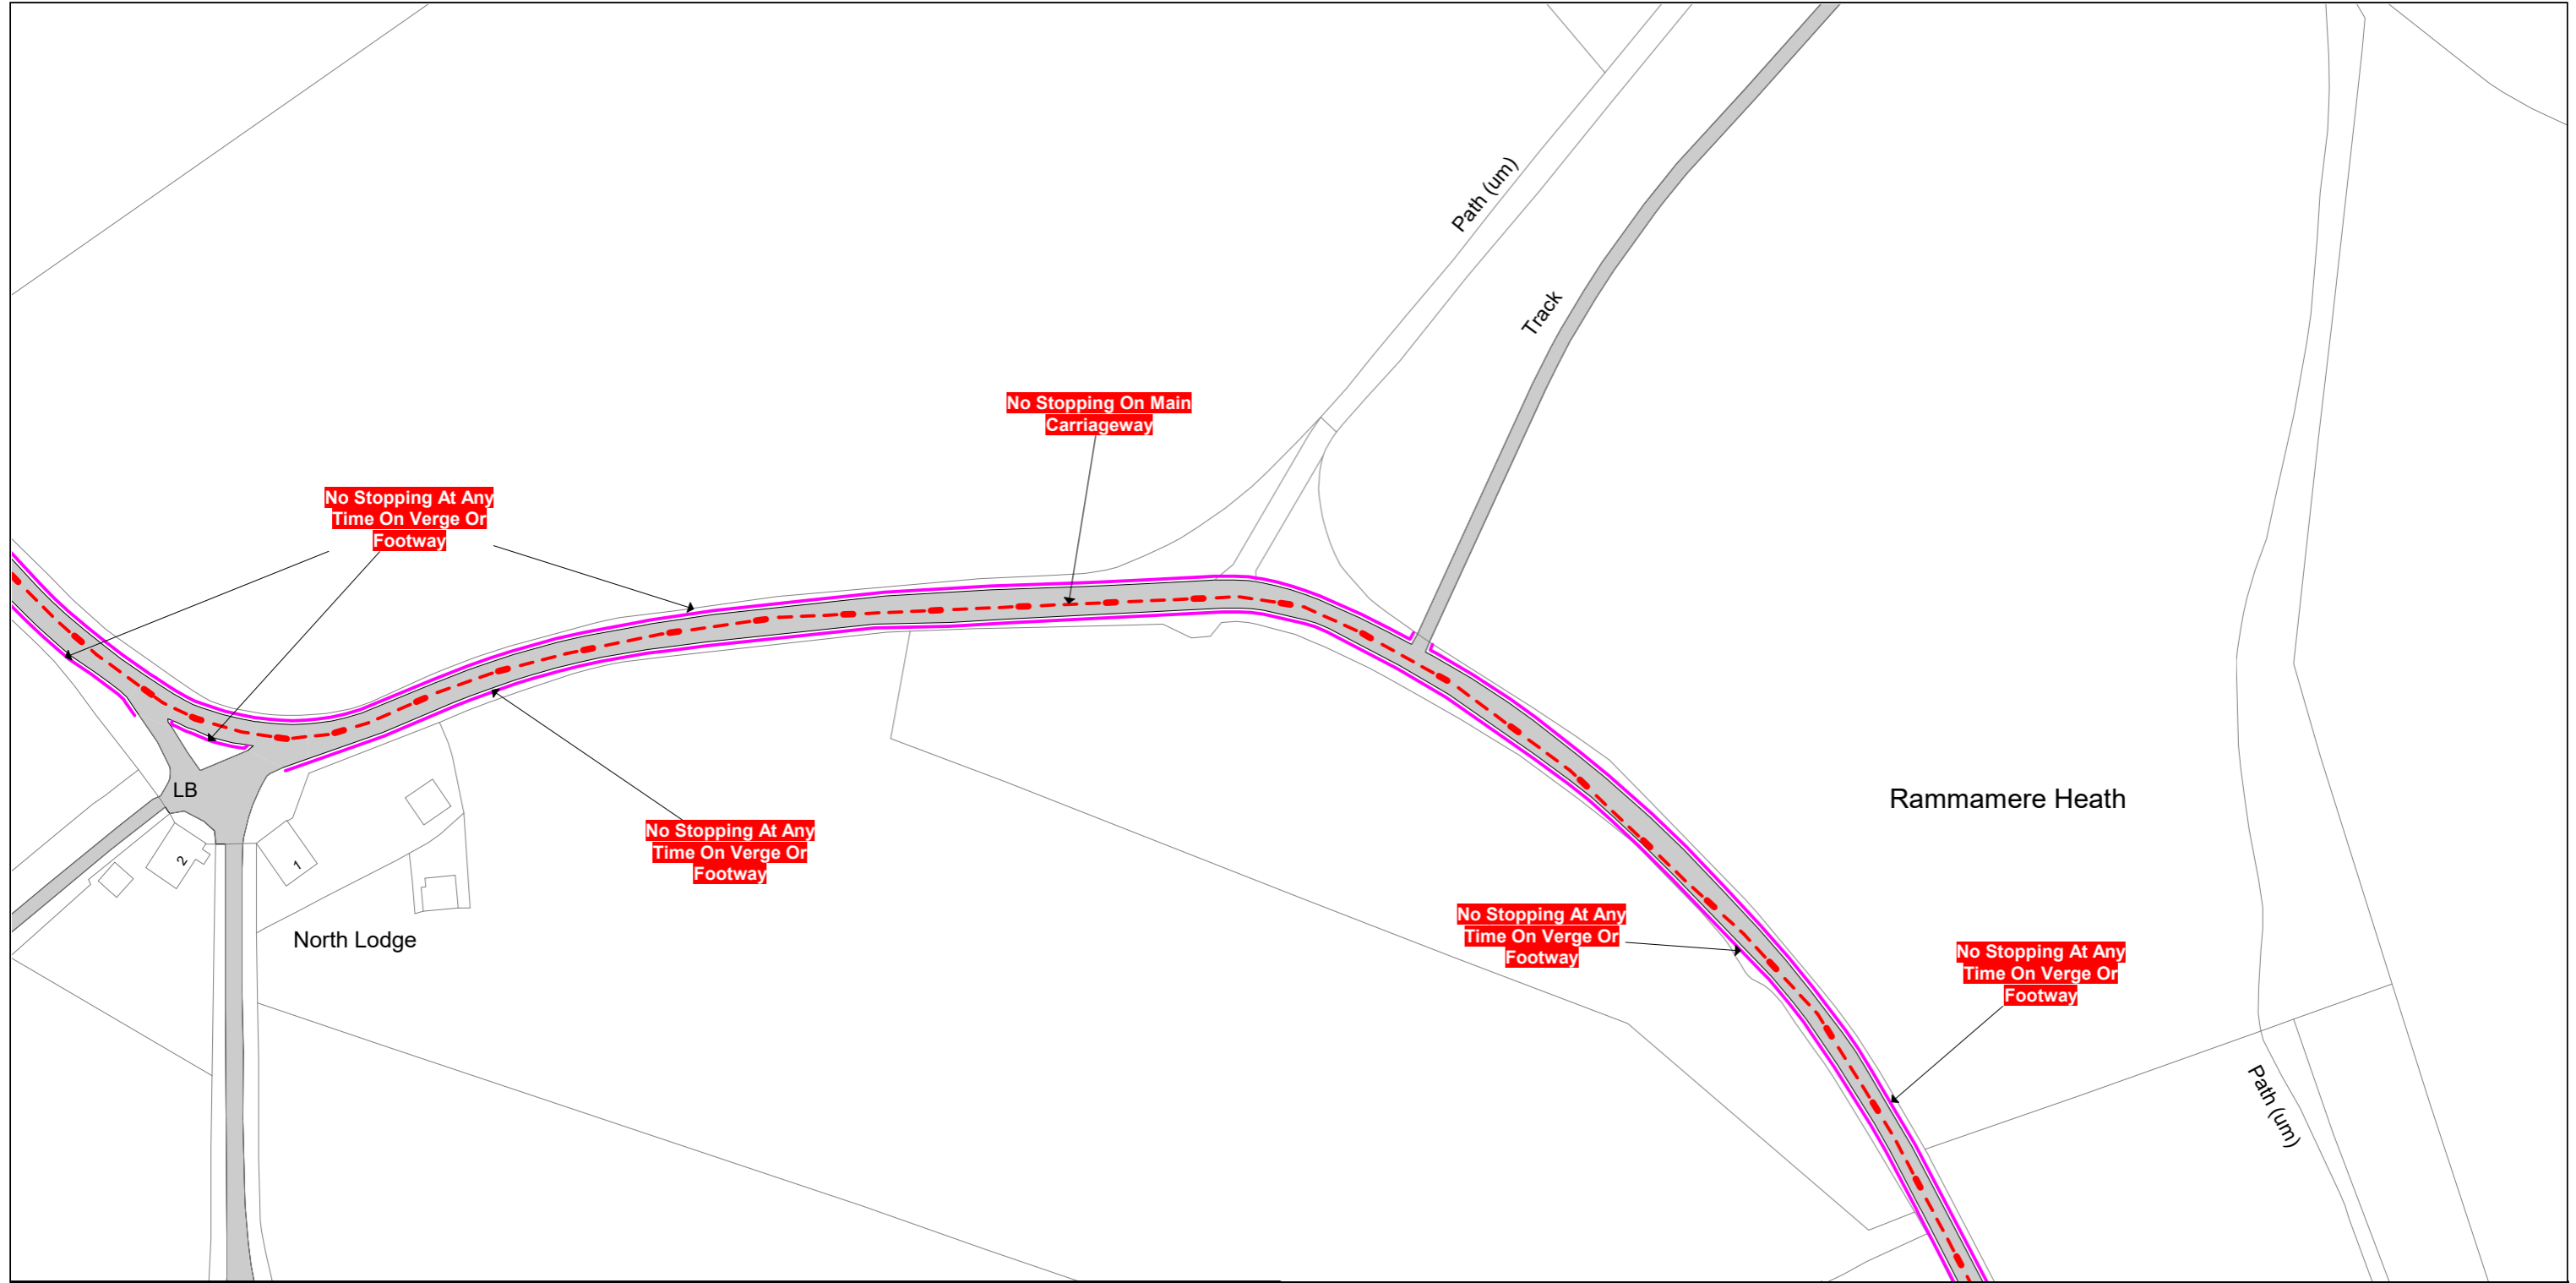 Path (um)
Track
No Stopping On Main
Carriageway
No Stopping At Any
Time On Verge Or
Footway
LB
Rammamere Heath
2
1
No Stopping At Any
Time On Verge Or
Footway
North Lodge
No Stopping At Any
Time On Verge Or
Footway
No Stopping At Any
Time On Verge Or
Footway
Path (um)